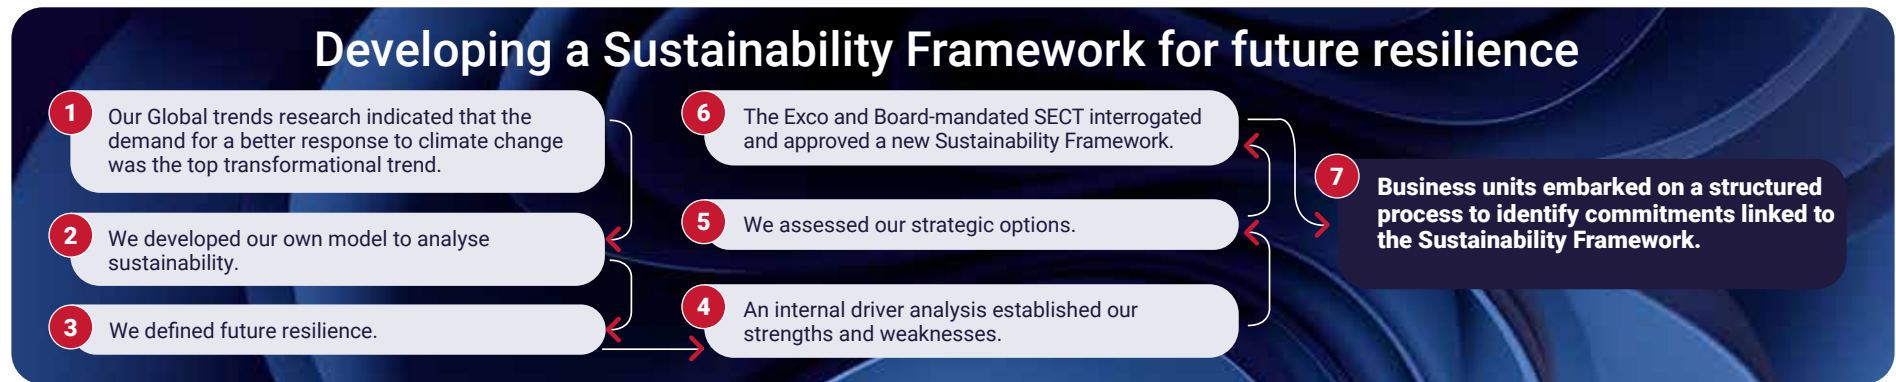 Developing a Sustainability Framework for future resilience
1
Our Global trends research indicated that the
demand for a better response to climate change
was the top transformational trend.
2
We developed our own model to analyse
sustainability.
3
We defined future resilience.
4
An internal driver analysis established our
strengths and weaknesses.
5
We assessed our strategic options.
6
The Exco and Board-mandated SECT interrogated
and approved a new Sustainability Framework.
7
Business units embarked on a structured
process to identify commitments linked to
the Sustainability Framework.